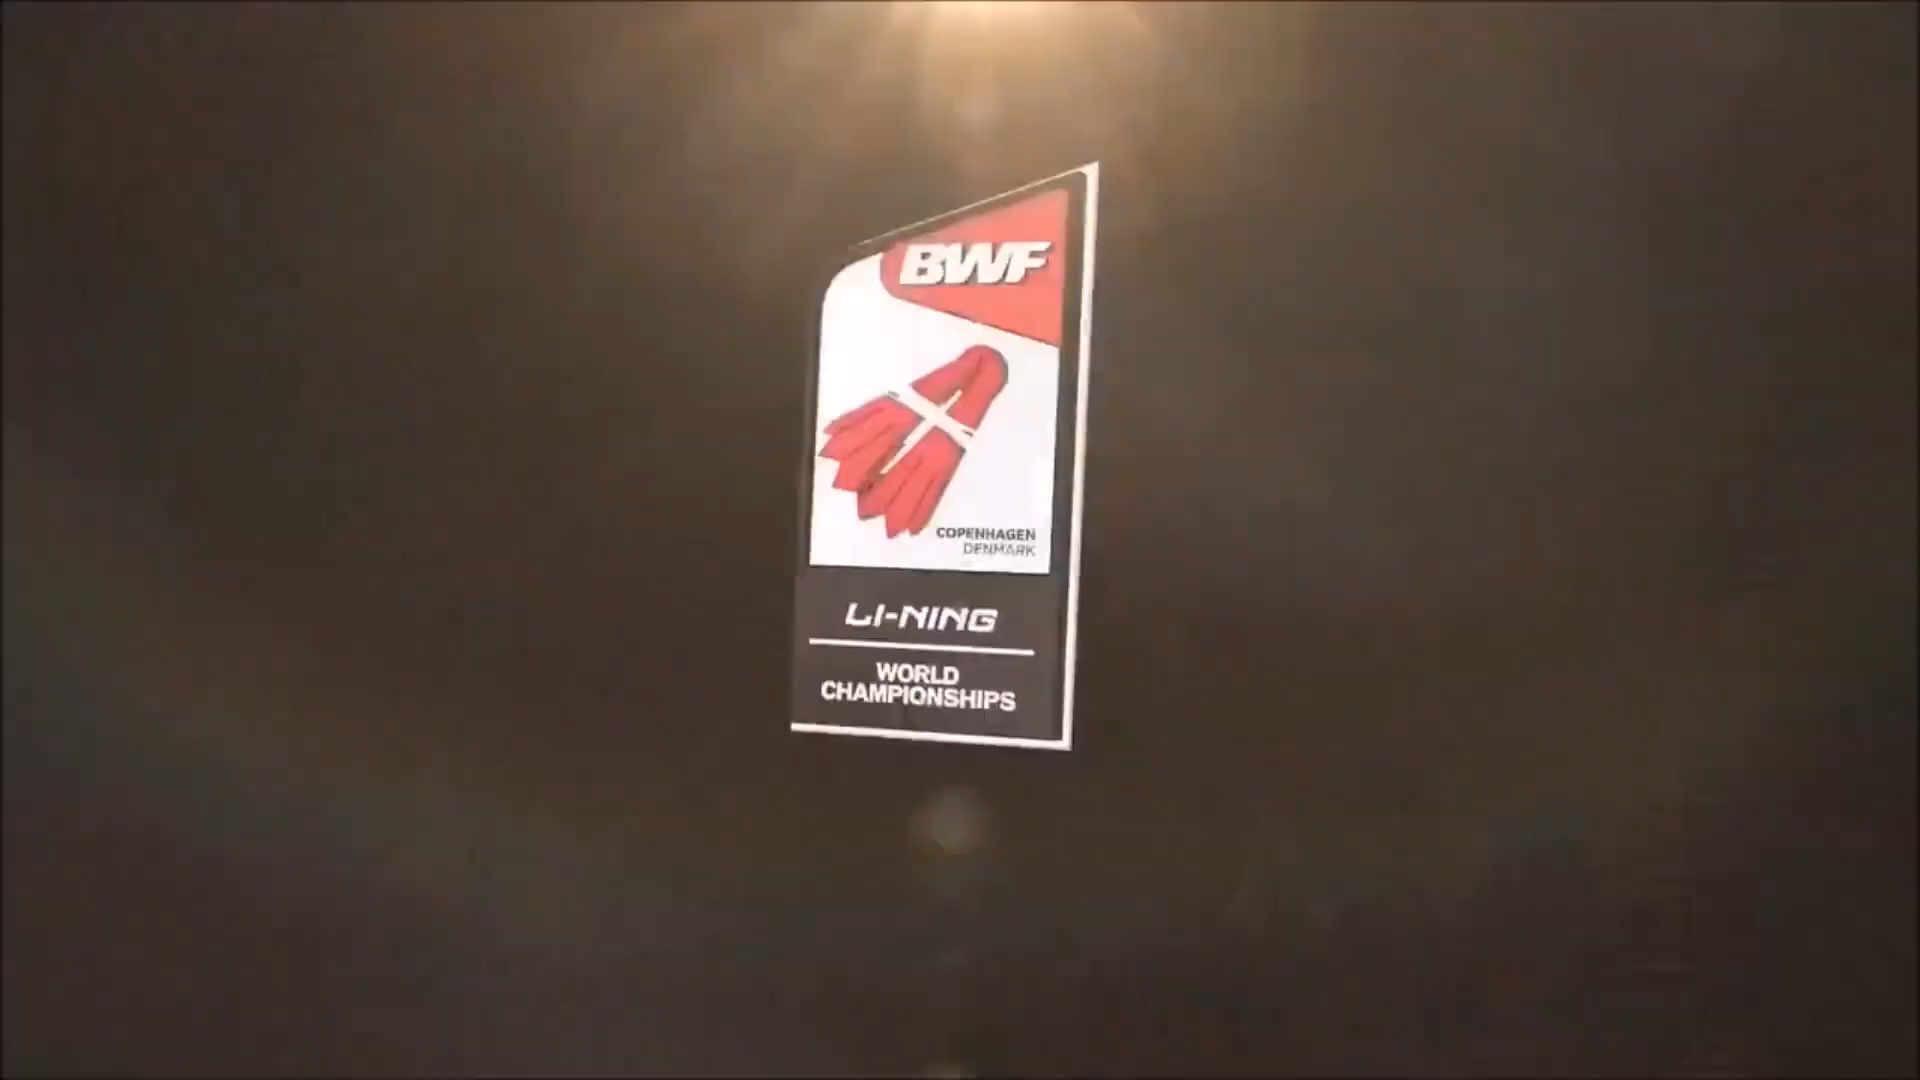 BWF
COPENHAGEN
DENMARK
LI-NING
WORLD
CHAMPIONSHIPS